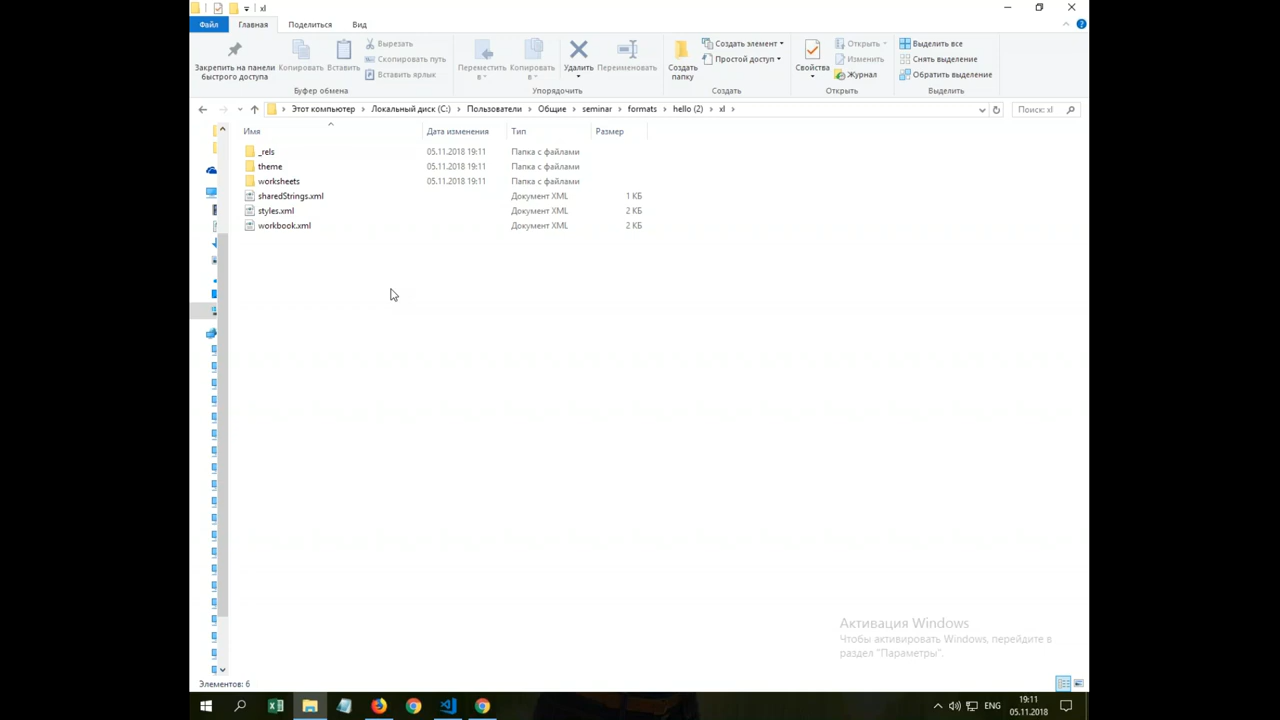 xl
Файл Главная Поделиться Вид
Закрепить на панели быстрого доступа
Копировать
Вставить
Вырезать
Скопировать путь
Вставить ярлык
Буфер обмена
Переместить в
Копировать в
Удалить
Переименовать
Упорядочить
Создать папку
Создать элемент
Простой доступ
Создать
Свойства
Открыть
Изменить
Журнал
Открыть
Выделить все
Снять выделение
Обратить выделение
Выделить
Этот компьютер Локальный диск (C:) Пользователи Общие seminar formats hello (2) xl
Поиск: xl
Имя Дата изменения Тип Размер
_rels 05.11.2018 19:11 Папка с файлами
theme 05.11.2018 19:11 Папка с файлами
worksheets 05.11.2018 19:11 Папка с файлами
sharedStrings.xml Документ XML 1 КБ
styles.xml Документ XML 2 КБ
workbook.xml Документ XML 2 КБ
Активация Windows
Чтобы активировать Windows, перейдите в
раздел "Параметры".
Элементов: 6
ENG
19:11
05.11.2018